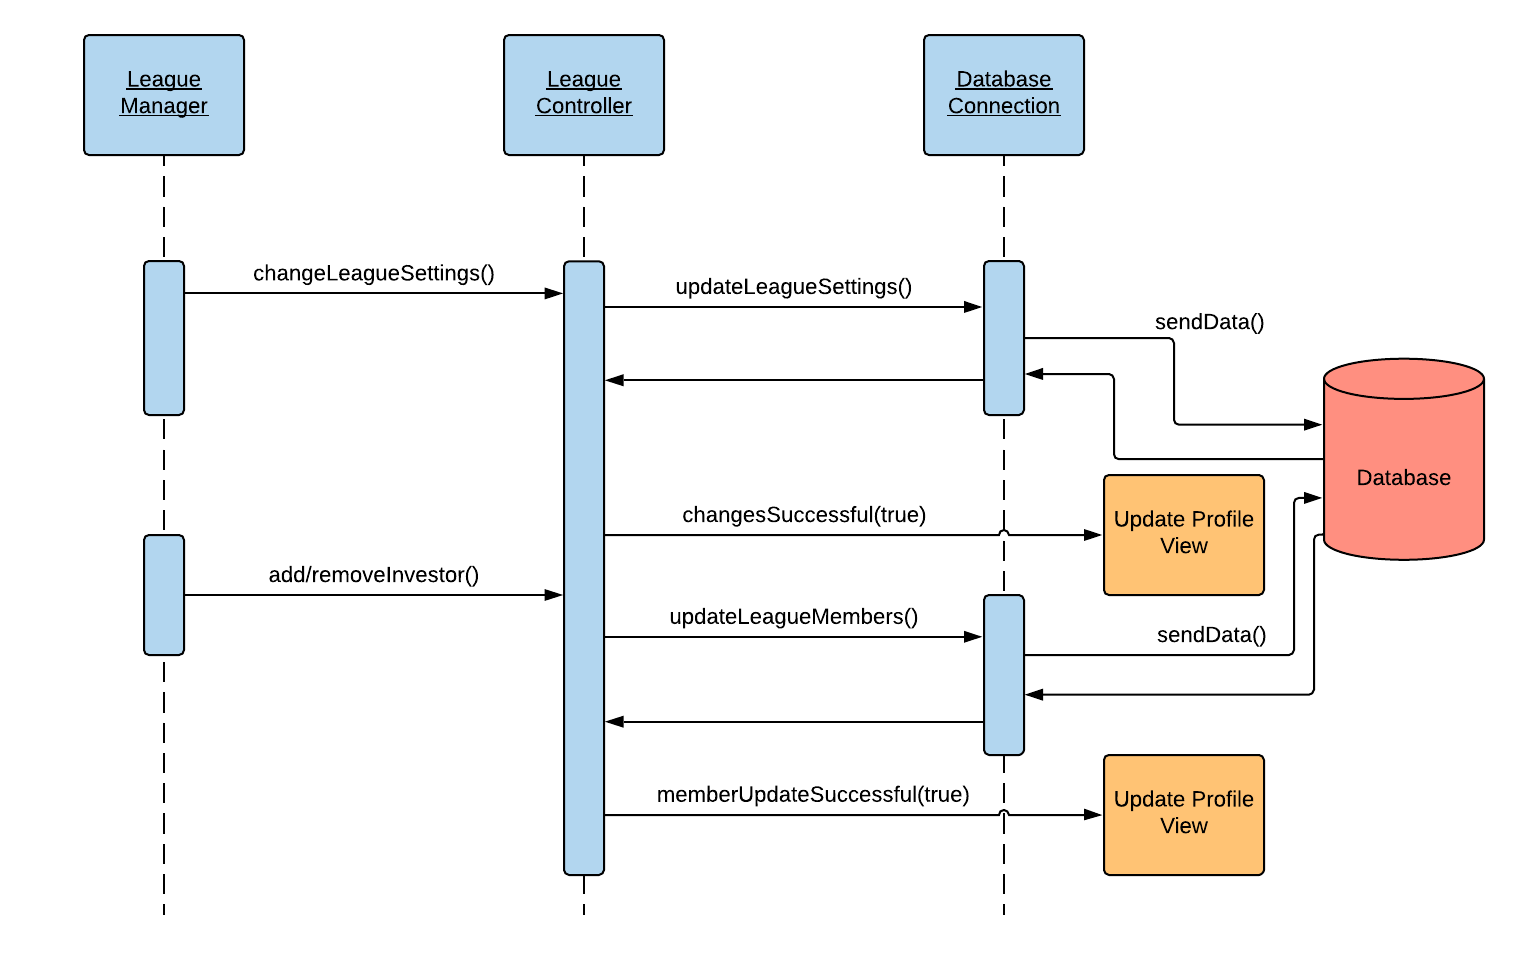 League
Manager
League
Controller
Database
Connection
changeLeagueSettings()
updateLeagueSettings()
sendData()
Database
changesSuccessful(true)
Update Profile
View
add/removeInvestor()
updateLeagueMembers()
sendData()
memberUpdateSuccessful(true)
Update Profile
View